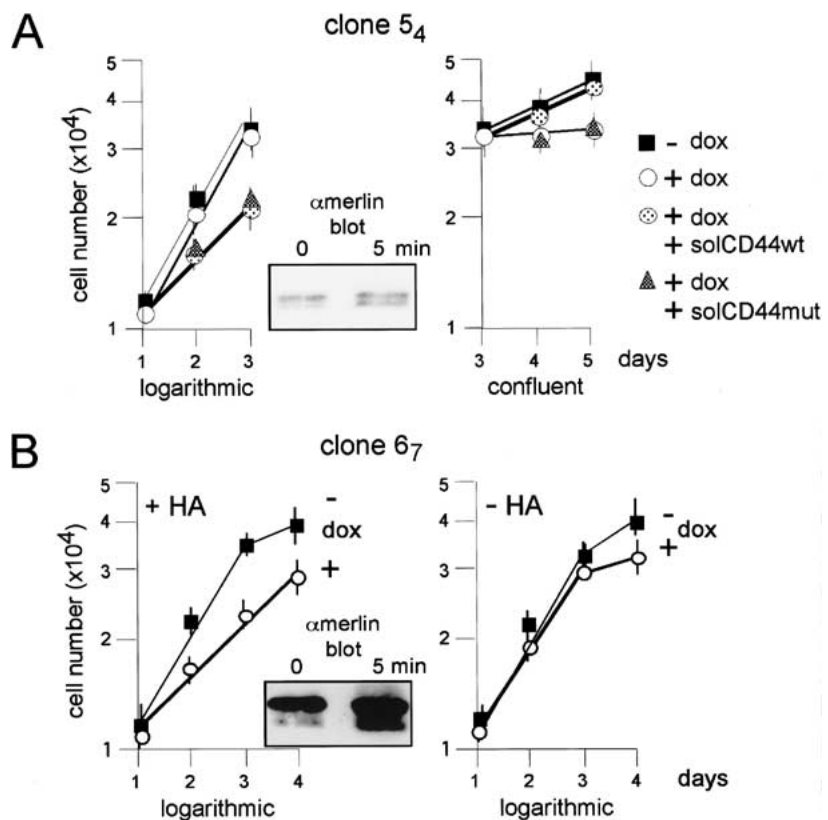 A
clone 5₄
cell number (x10⁴)
5
4
3
2
1
1 2 3
logarithmic
αmerlin
blot
0 5 min
5
4
3
2
1
3 4 5 days
confluent
- dox
+ dox
+ dox
+ solCD44wt
+ dox
+ solCD44mut
B
clone 6₇
cell number (x10⁴)
5
4
3
2
1
+ HA
-
dox
+
αmerlin
blot
0 5 min
1 2 3 4
logarithmic
5
4
3
2
1
- HA
-
dox
+
1 2 3 4 days
logarithmic